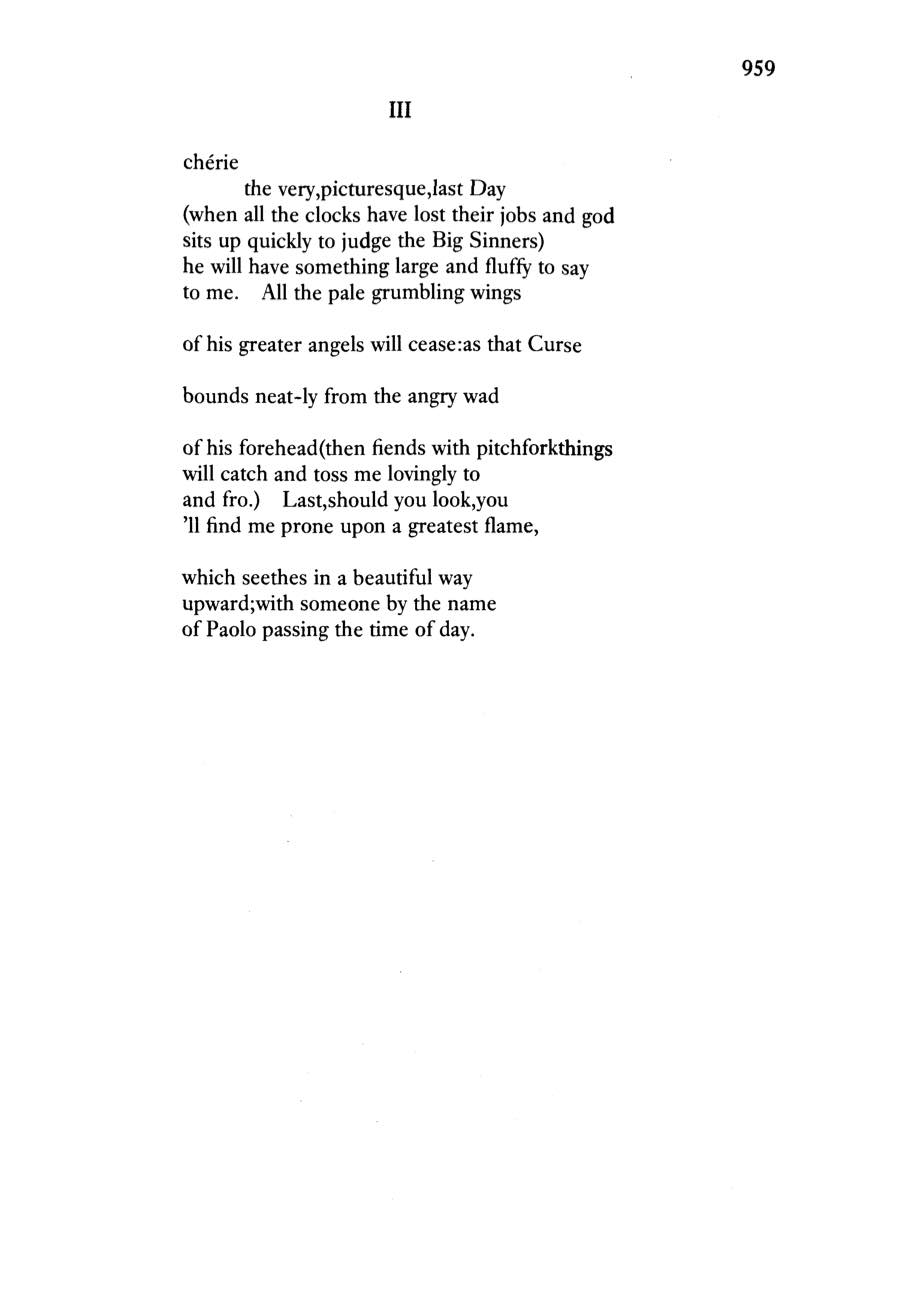 959
III
chérie
the very,picturesque,last Day
(when all the clocks have lost their jobs and god
sits up quickly to judge the Big Sinners)
he will have something large and fluffy to say
to me.    All the pale grumbling wings
of his greater angels will cease:as that Curse
bounds neat-ly from the angry wad
of his forehead(then fiends with pitchforkthings
will catch and toss me lovingly to
and fro.)    Last,should you look,you
’ll find me prone upon a greatest flame,
which seethes in a beautiful way
upward;with someone by the name
of Paolo passing the time of day.